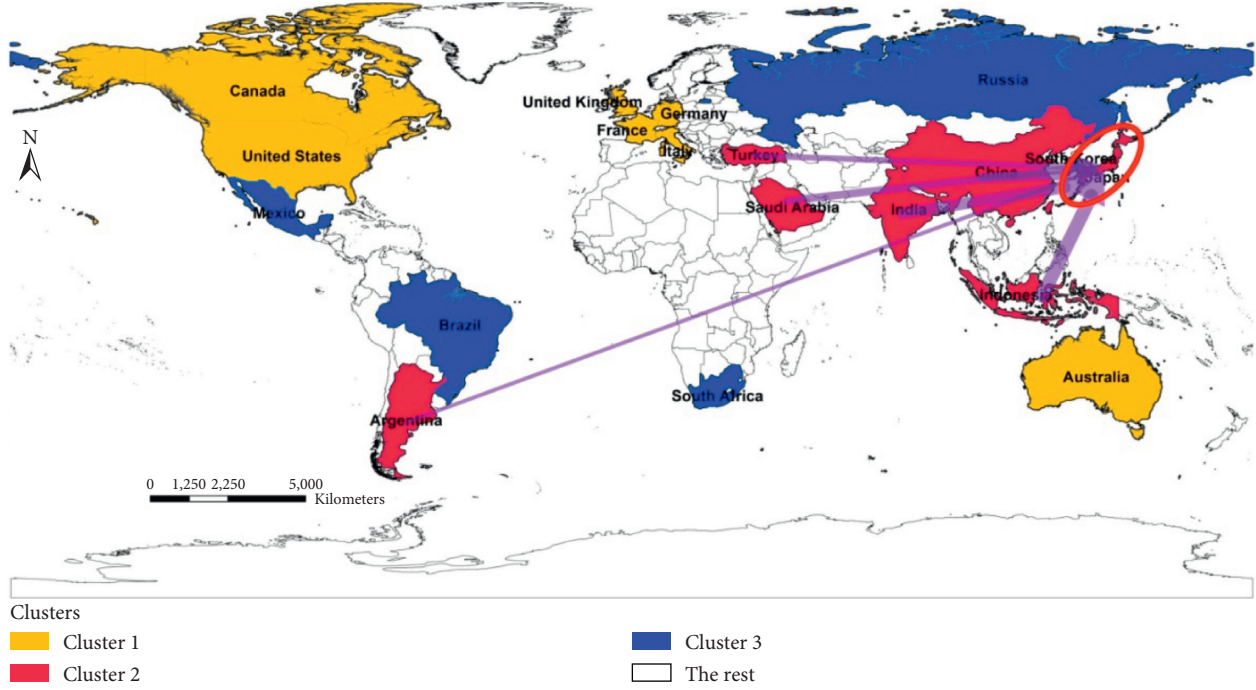 Canada
United Kingdom
Germany
France
Italy
Russia
N
United States
Turkey
South Korea
China
Japan
Mexico
Saudi Arabia
India
Indonesia
Brazil
Australia
South Africa
Argentina
0 1,250 2,250 5,000
Kilometers
Clusters
Cluster 1
Cluster 2
Cluster 3
The rest